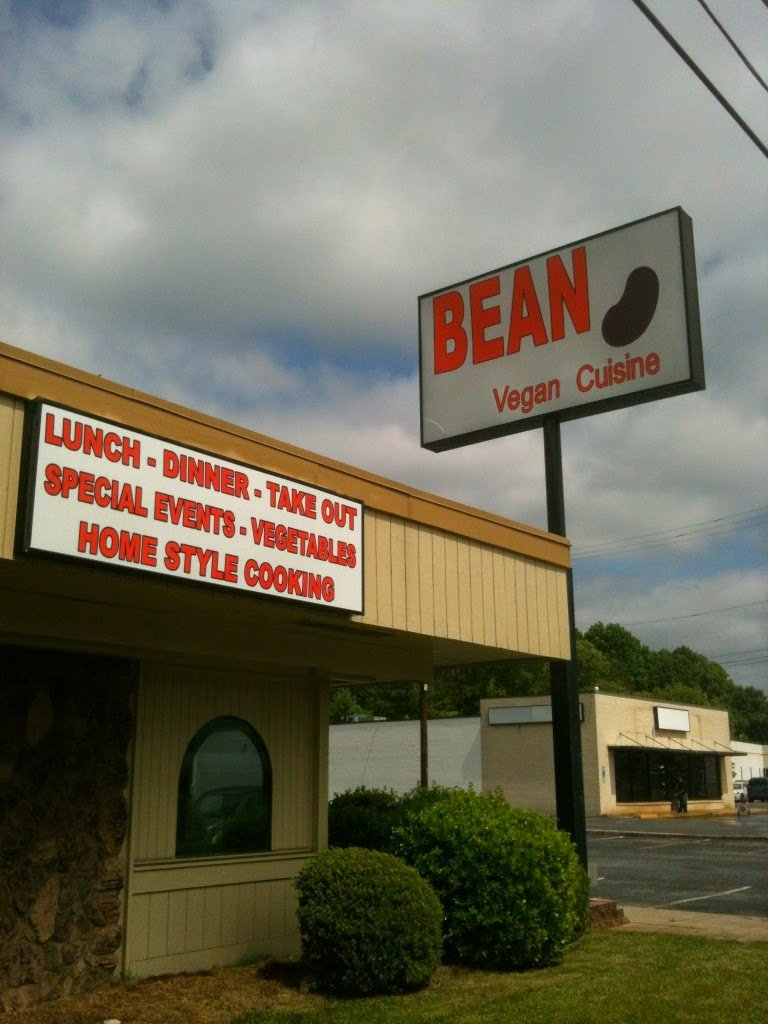 BEAN
Vegan Cuisine
LUNCH - DINNER - TAKE OUT
SPECIAL EVENTS - VEGETABLES
HOME STYLE COOKING